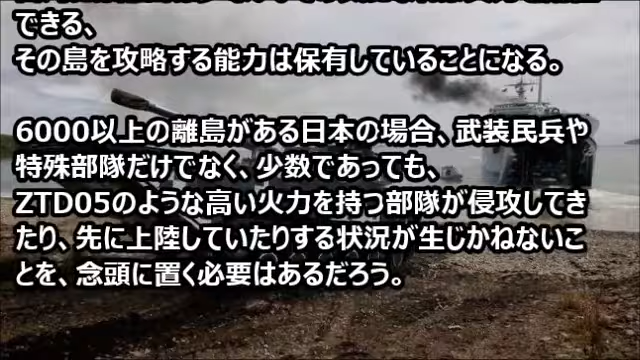 できる、
その島を攻略する能力は保有していることになる。
6000以上の離島がある日本の場合、武装民兵や
特殊部隊だけでなく、少数であっても、
ZTD05のような高い火力を持つ部隊が侵攻してき
たり、先に上陸していたりする状況が生じかねないこ
とを、念頭に置く必要はあるだろう。